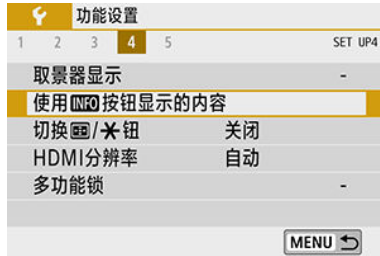 功能设置
1 2 3 4 5 SET UP4
取景器显示 -
使用INFO按钮显示的内容
切换/钮 关闭
HDMI分辨率 自动
多功能锁 -
MENU